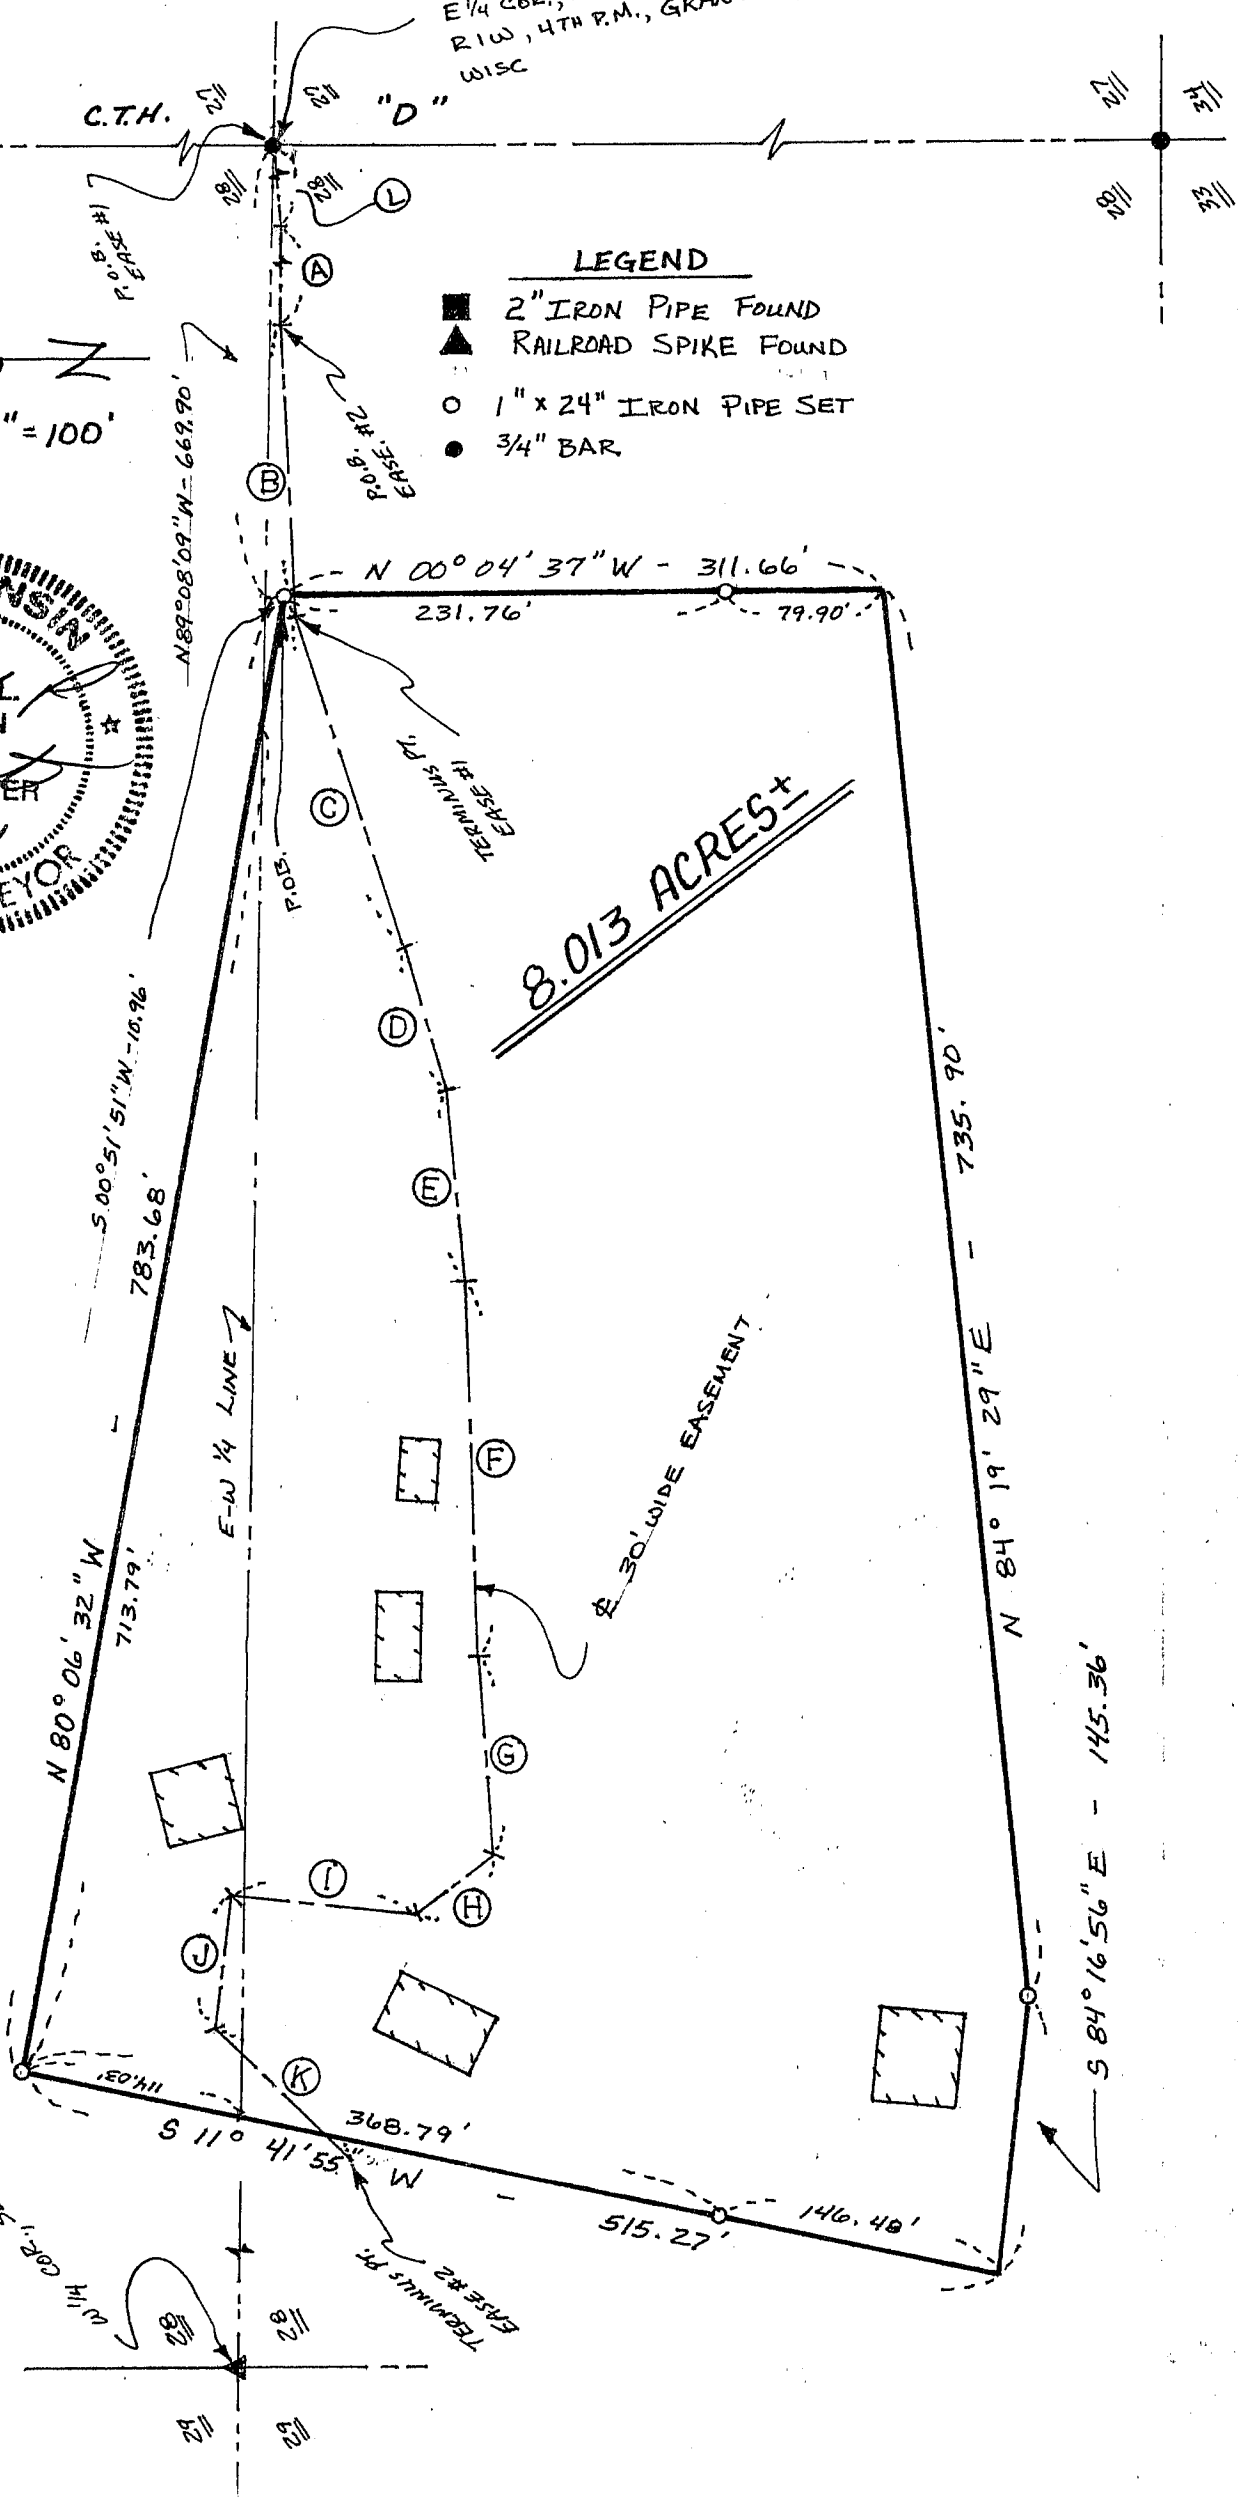 E 1/4 COR.,
R1W, 4TH P.M.,
WISC
C.T.H.
"D"
27
27
27
34
28
28
28
33
L
P.O.B.
EASE #1
A
LEGEND
2" IRON PIPE FOUND
RAILROAD SPIKE FOUND
1" x 24" IRON PIPE SET
3/4" BAR
"=100'
N89°08'09"W - 669.90'
P.O.B.
EASE. #2
B
N 00° 04' 37" W - 311.66'
231.76'
79.90'
EYOR
TERMINUS PT.
EASE #1
C
P.O.B.
8.013 ACRES±
S.00°51'51"W - 10.96'
D
735.90'
E
783.68'
E-W 1/4 LINE
F
₵ 30' WIDE EASEMENT
N 84° 19' 29" E -
N 80° 06' 32" W -
713.79'
G
S 84° 16' 56" E - 145.36'
I
H
J
K
114.03'
368.79'
S 11° 41' 55" W -
515.27'
146.48'
TERMINUS PT.
EASE #2
W 1/4 COR.,
28
28
29
29